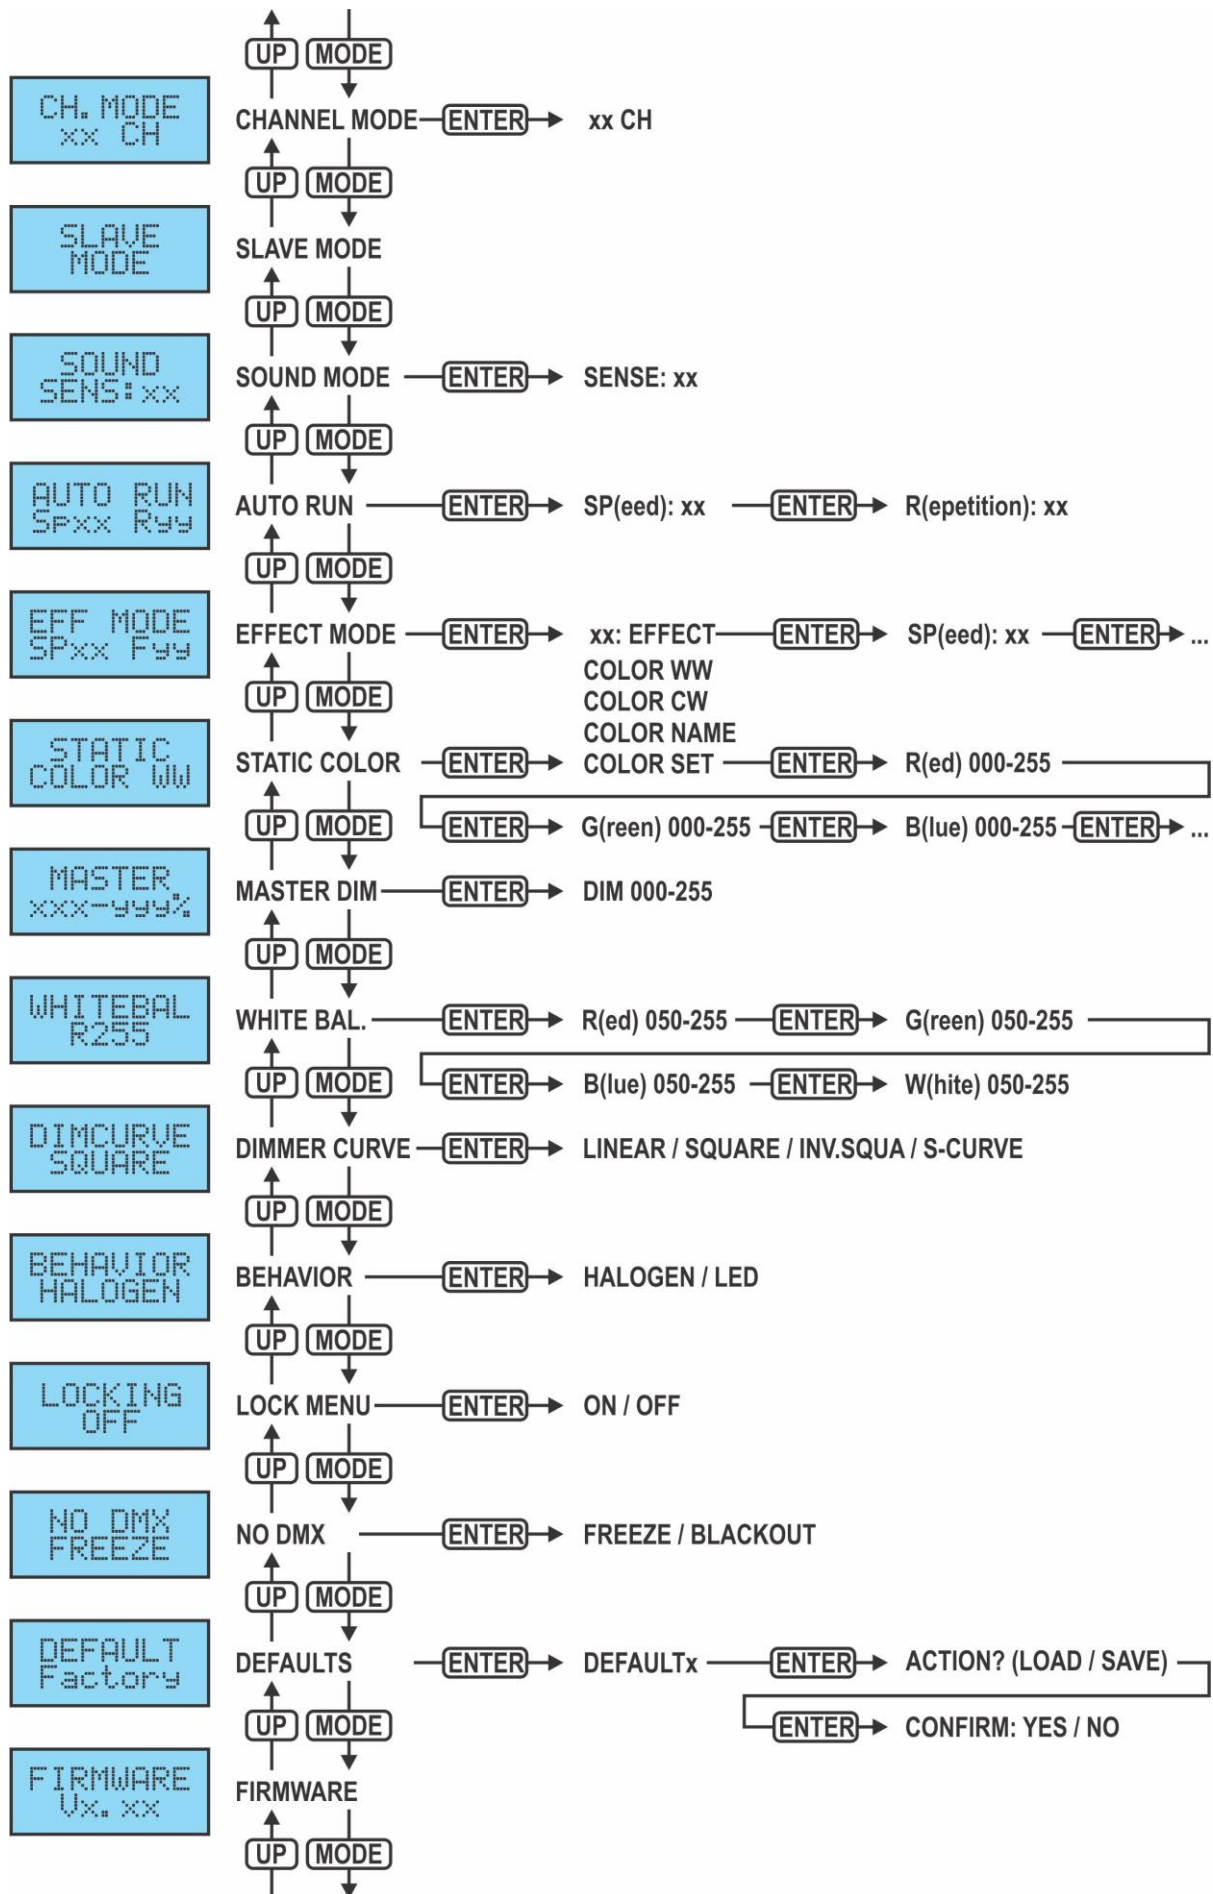 UP MODE
CH. MODE
xx CH
CHANNEL MODE ENTER xx CH
UP MODE
SLAVE
MODE
SLAVE MODE
UP MODE
SOUND
SENS:xx
SOUND MODE ENTER SENSE: xx
UP MODE
AUTO RUN
Spxx Ryy
AUTO RUN ENTER SP(eed): xx ENTER R(epetition): xx
UP MODE
EFF MODE
SPxx Fyy
EFFECT MODE ENTER xx: EFFECT ENTER SP(eed): xx ENTER ...
COLOR WW
UP MODE COLOR CW
COLOR NAME
STATIC
COLOR WW
STATIC COLOR ENTER COLOR SET ENTER R(ed) 000-255
UP MODE ENTER G(reen) 000-255 ENTER B(lue) 000-255 ENTER ...
MASTER
xxx-yyy%
MASTER DIM ENTER DIM 000-255
UP MODE
WHITEBAL
R255
WHITE BAL. ENTER R(ed) 050-255 ENTER G(reen) 050-255
UP MODE ENTER B(lue) 050-255 ENTER W(hite) 050-255
DIMCURVE
SQUARE
DIMMER CURVE ENTER LINEAR / SQUARE / INV.SQUA / S-CURVE
UP MODE
BEHAVIOR
HALOGEN
BEHAVIOR ENTER HALOGEN / LED
UP MODE
LOCKING
OFF
LOCK MENU ENTER ON / OFF
UP MODE
NO DMX
FREEZE
NO DMX ENTER FREEZE / BLACKOUT
UP MODE
DEFAULT
Factory
DEFAULTS ENTER DEFAULTx ENTER ACTION? (LOAD / SAVE)
UP MODE ENTER CONFIRM: YES / NO
FIRMWARE
Vx.xx
FIRMWARE
UP MODE